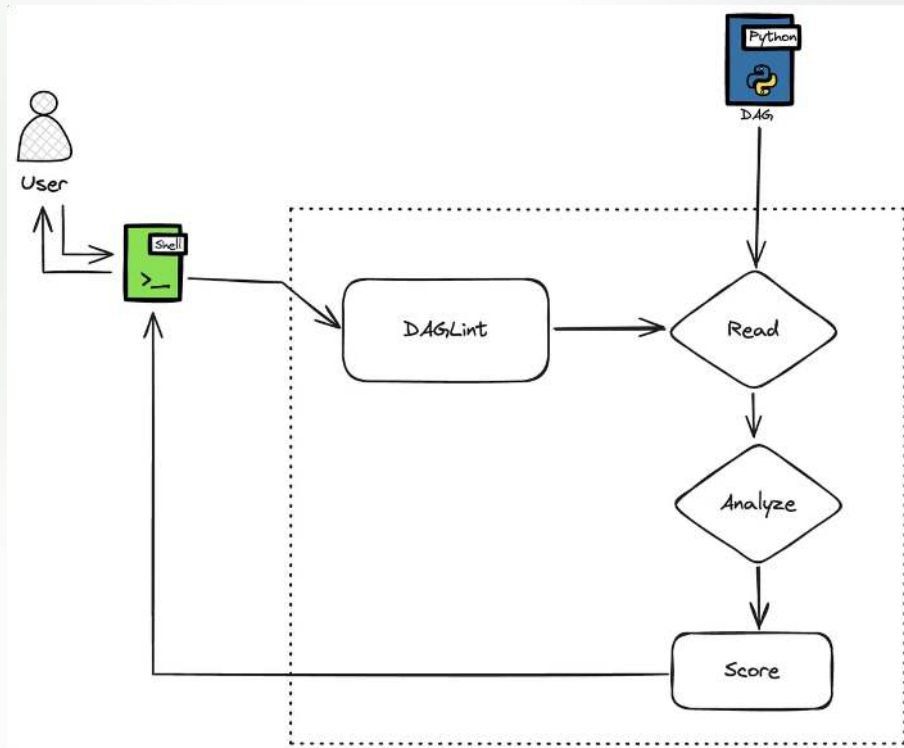 Python
DAG
User
Shell
>_
DAGLint
Read
Analyze
Score